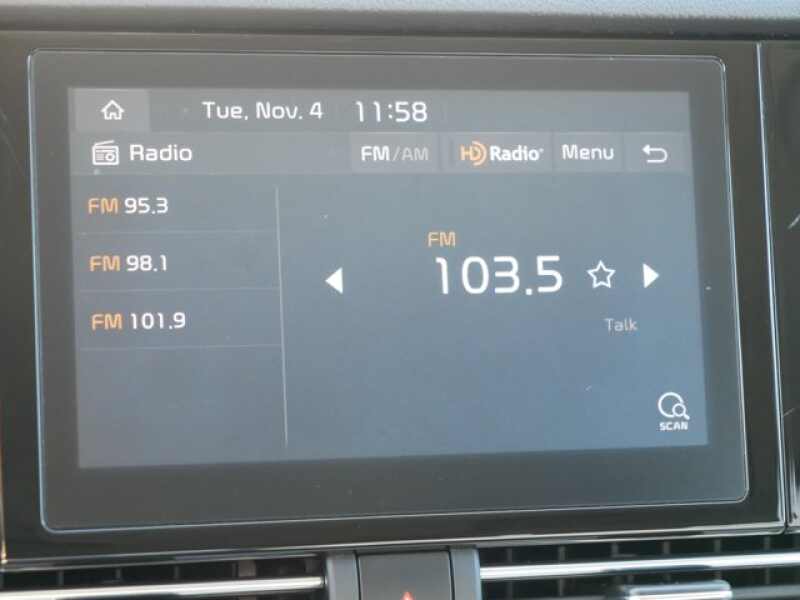 Tue, Nov. 4 11:58
Radio FM/AM HD Radio Menu
FM 95.3
FM 98.1
FM 101.9
FM
103.5
Talk
SCAN